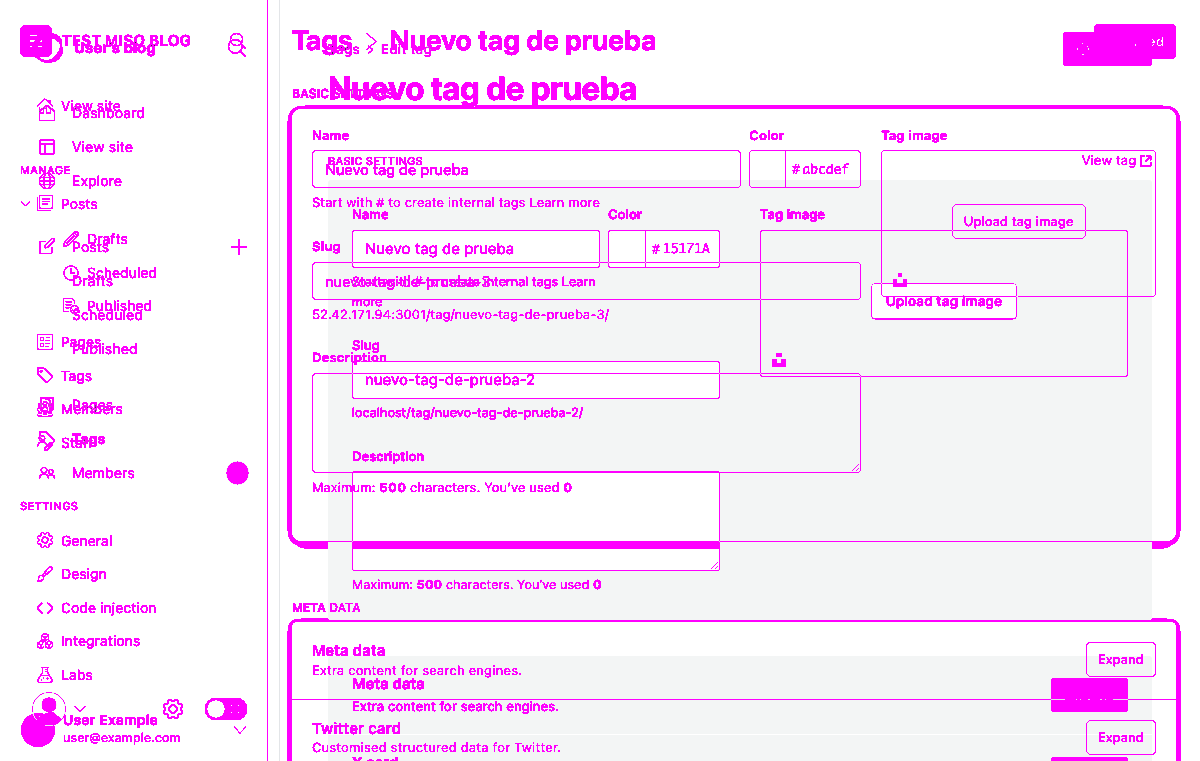 TEST MISO BLOG
User's Blog
View site
Dashboard
View site
MANAGE
Explore
Posts
Drafts
Posts
Scheduled
Drafts
Published
Scheduled
Pages
Published
Tags
Pages
Members
Tags
Staff
Members
SETTINGS
General
Design
Code injection
Integrations
Labs
User Example
user@example.com
Tags > Nuevo tag de prueba
Tags > Edit tag
Nuevo tag de prueba
BASIC SETTINGS
Name
Color
Tag image
Nuevo tag de prueba
#abcdef
BASIC SETTINGS
View tag
Start with # to create internal tags Learn more
Name
Color
Tag image
Upload tag image
Slug
Nuevo tag de prueba
#15171A
nuevo-tag-de-prueba-3
Start with # to create internal tags Learn
more
Upload tag image
52.42.171.94:3001/tag/nuevo-tag-de-prueba-3/
Slug
Description
nuevo-tag-de-prueba-2
localhost/tag/nuevo-tag-de-prueba-2/
Description
Maximum: 500 characters. You've used 0
Maximum: 500 characters. You've used 0
META DATA
Meta data
Extra content for search engines.
Expand
Meta data
Extra content for search engines.
Twitter card
Customised structured data for Twitter.
Expand
X card